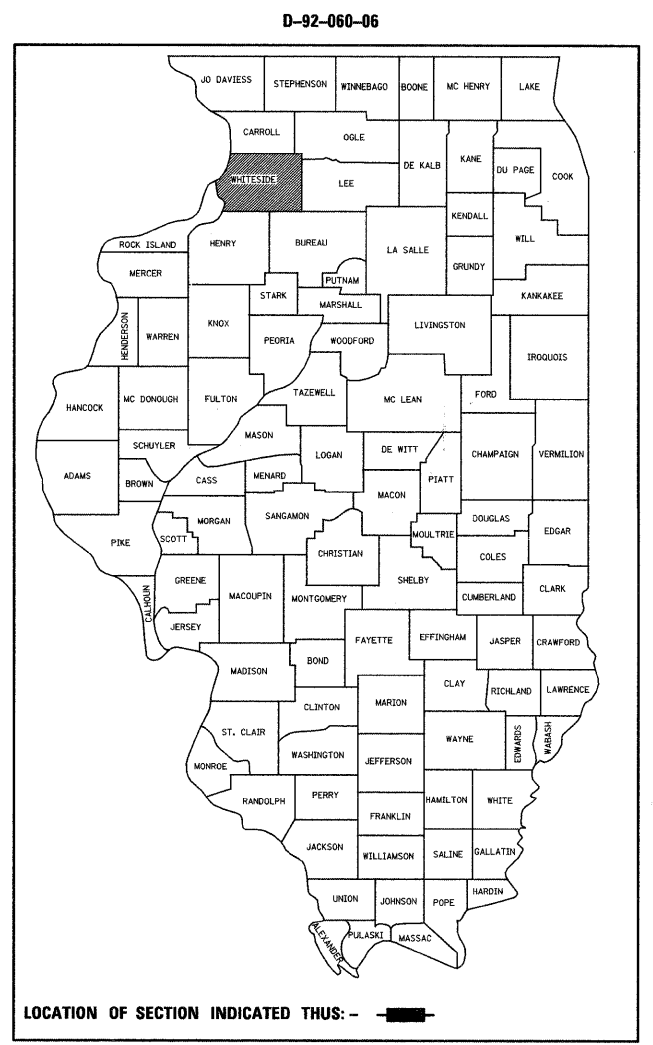 D-92-060-06
JO DAVIESS
STEPHENSON
WINNEBAGO
BOONE
MC HENRY
LAKE
CARROLL
OGLE
DE KALB
KANE
DU PAGE
COOK
WHITESIDE
LEE
KENDALL
WILL
ROCK ISLAND
HENRY
BUREAU
LA SALLE
GRUNDY
MERCER
PUTNAM
STARK
MARSHALL
KANKAKEE
HENDERSON
WARREN
KNOX
PEORIA
WOODFORD
LIVINGSTON
IROQUOIS
HANCOCK
MC DONOUGH
FULTON
TAZEWELL
MC LEAN
FORD
MASON
SCHUYLER
LOGAN
DE WITT
CHAMPAIGN
VERMILION
ADAMS
BROWN
CASS
MENARD
MACON
PIATT
MORGAN
SANGAMON
DOUGLAS
EDGAR
PIKE
SCOTT
CHRISTIAN
MOULTRIE
COLES
CALHOUN
GREENE
MACOUPIN
MONTGOMERY
SHELBY
CUMBERLAND
CLARK
JERSEY
FAYETTE
EFFINGHAM
JASPER
CRAWFORD
MADISON
BOND
CLAY
RICHLAND
LAWRENCE
CLINTON
MARION
ST. CLAIR
WAYNE
EDWARDS
WABASH
MONROE
WASHINGTON
JEFFERSON
RANDOLPH
PERRY
FRANKLIN
HAMILTON
WHITE
JACKSON
WILLIAMSON
SALINE
GALLATIN
UNION
JOHNSON
POPE
HARDIN
ALEXANDER
PULASKI
MASSAC
LOCATION OF SECTION INDICATED THUS: -